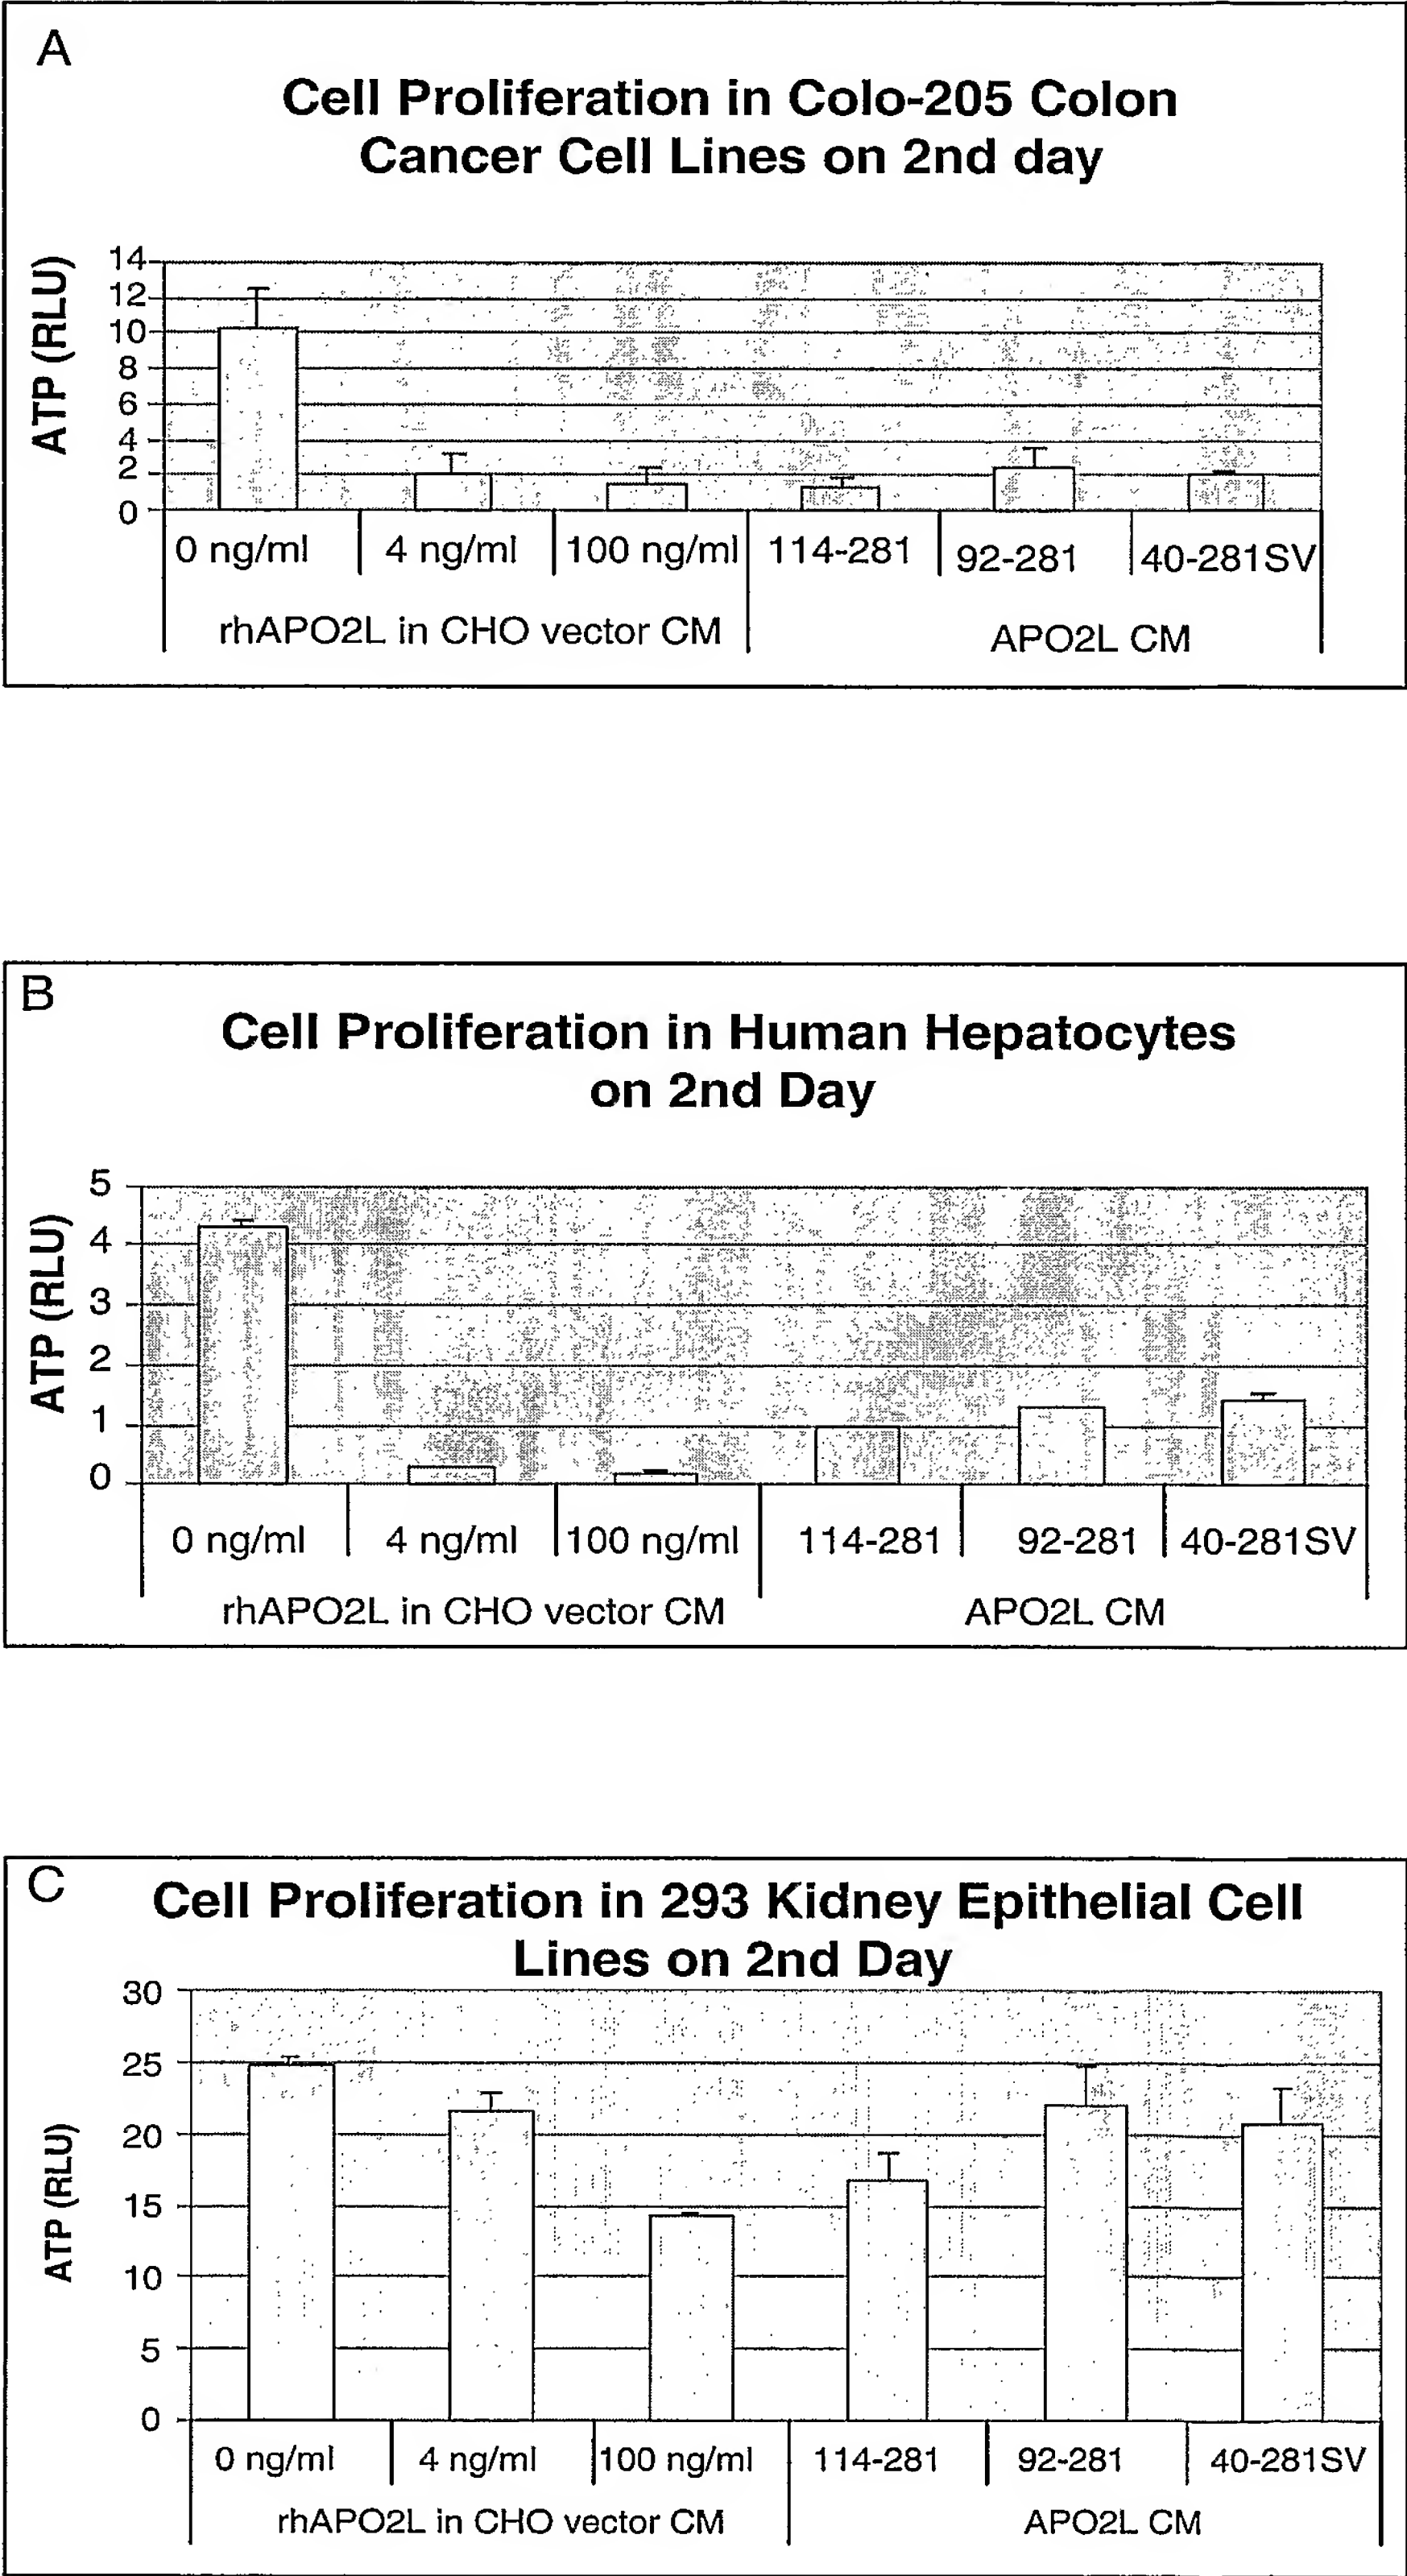 A
Cell Proliferation in Colo-205 Colon
Cancer Cell Lines on 2nd day
ATP (RLU)
14
12
10
8
6
4
2
0
0 ng/ml
4 ng/ml
100 ng/ml
114-281
92-281
40-281SV
rhAPO2L in CHO vector CM
APO2L CM
B
Cell Proliferation in Human Hepatocytes
on 2nd Day
ATP (RLU)
5
4
3
2
1
0
0 ng/ml
4 ng/ml
100 ng/ml
114-281
92-281
40-281SV
rhAPO2L in CHO vector CM
APO2L CM
C
Cell Proliferation in 293 Kidney Epithelial Cell
Lines on 2nd Day
ATP (RLU)
30
25
20
15
10
5
0
0 ng/ml
4 ng/ml
100 ng/ml
114-281
92-281
40-281SV
rhAPO2L in CHO vector CM
APO2L CM